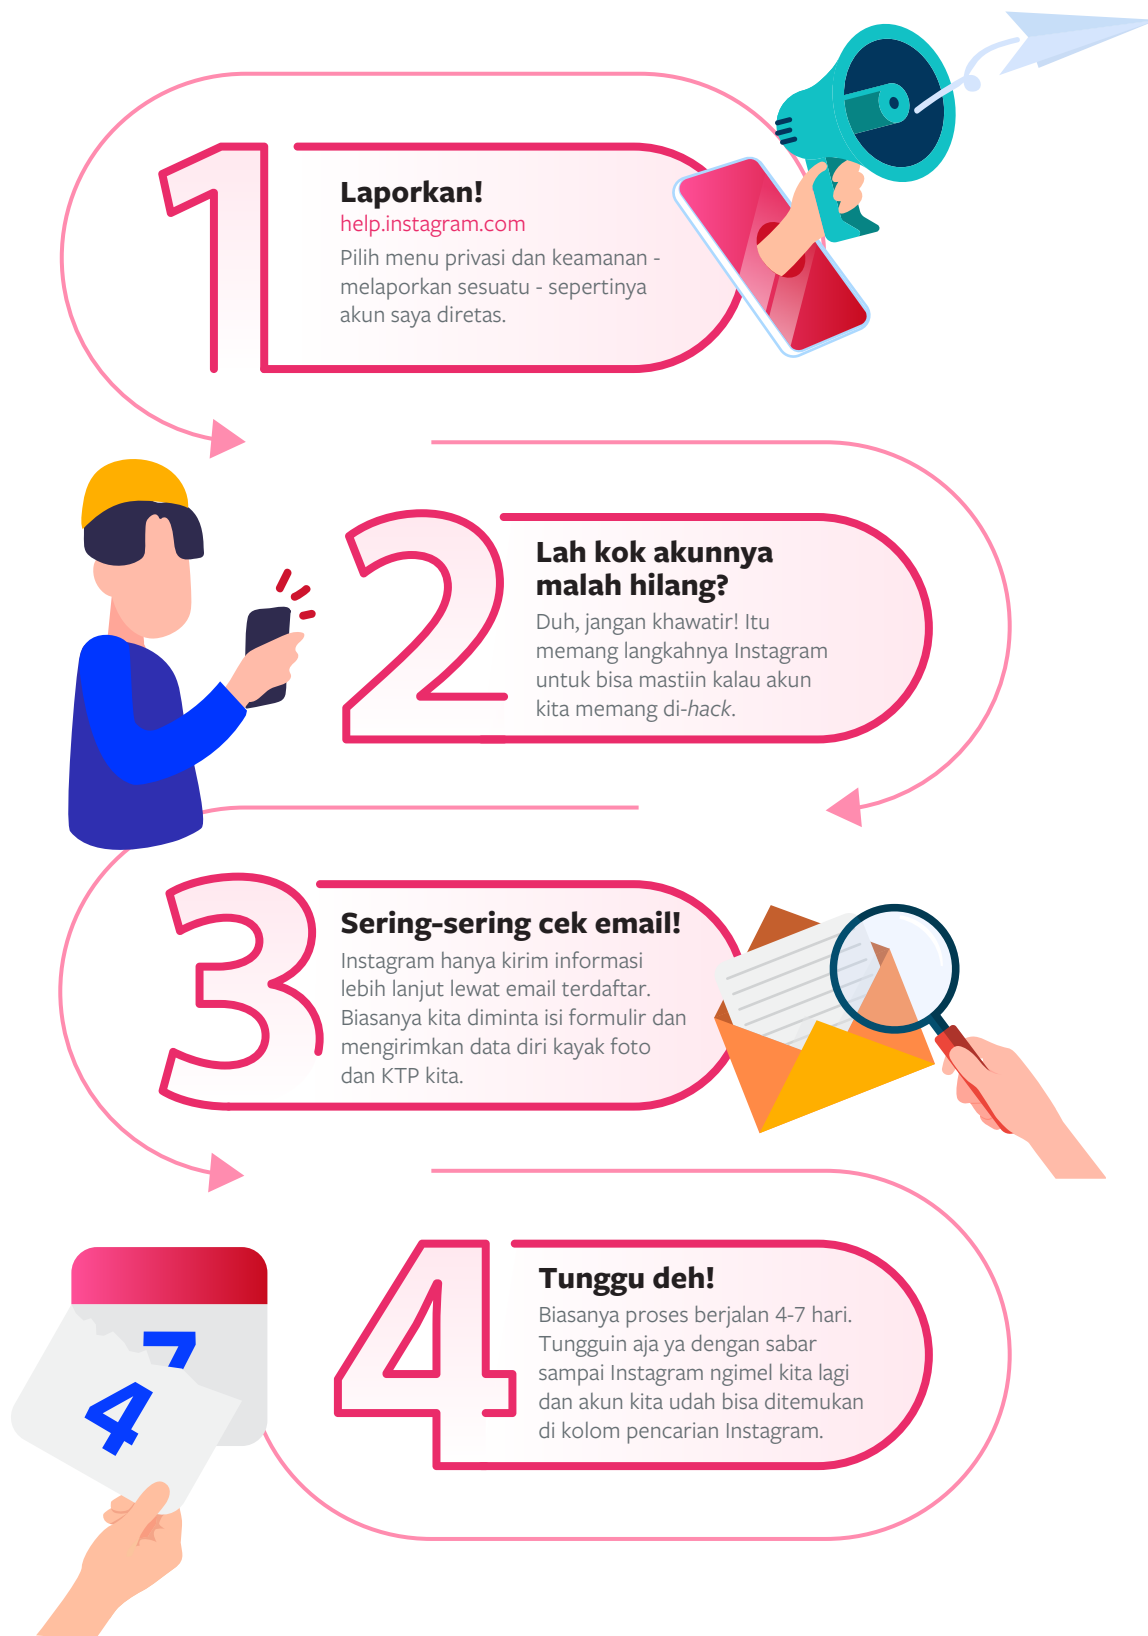 1
Laporkan!
help.instagram.com
Pilih menu privasi dan keamanan -
melaporkan sesuatu - sepertinya
akun saya diretas.
2
Lah kok akunnya
malah hilang?
Duh, jangan khawatir! Itu
memang langkahnya Instagram
untuk bisa mastiin kalau akun
kita memang di-hack.
3
Sering-sering cek email!
Instagram hanya kirim informasi
lebih lanjut lewat email terdaftar.
Biasanya kita diminta isi formulir dan
mengirimkan data diri kayak foto
dan KTP kita.
4
Tunggu deh!
Biasanya proses berjalan 4-7 hari.
Tungguin aja ya dengan sabar
sampai Instagram ngimel kita lagi
dan akun kita udah bisa ditemukan
di kolom pencarian Instagram.
7
4